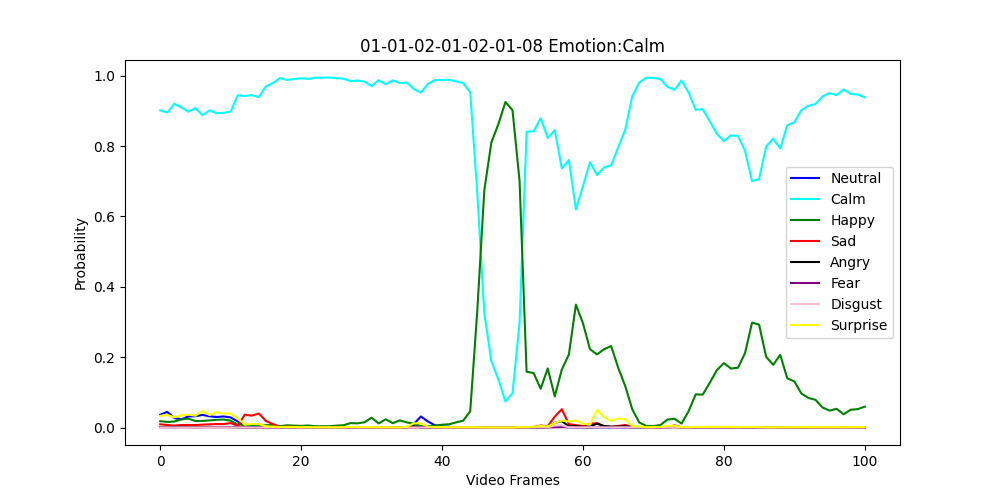 01-01-02-01-02-01-08 Emotion:Calm
1.0
0.8
0.6
0.4
0.2
0.0
Probability
0
20
40
60
80
100
Video Frames
Neutral
Calm
Happy
Sad
Angry
Fear
Disgust
Surprise